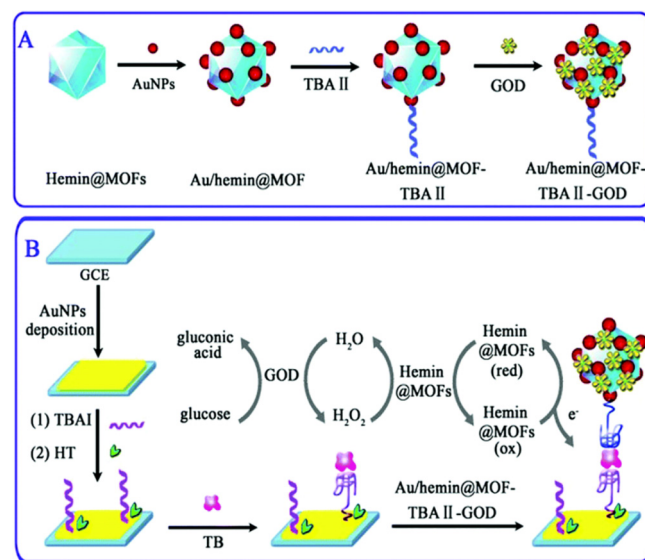 A
AuNPs
TBA Ⅱ
GOD
Hemin@MOFs
Au/hemin@MOF
Au/hemin@MOF-
TBA Ⅱ
Au/hemin@MOF-
TBA Ⅱ -GOD
B
GCE
AuNPs
deposition
(1) TBAI
(2) HT
gluconic
acid
glucose
GOD
H₂O
H₂O₂
Hemin
@MOFs
Hemin
@MOFs
(red)
Hemin
@MOFs
(ox)
e⁻
TB
Au/hemin@MOF-
TBA Ⅱ -GOD